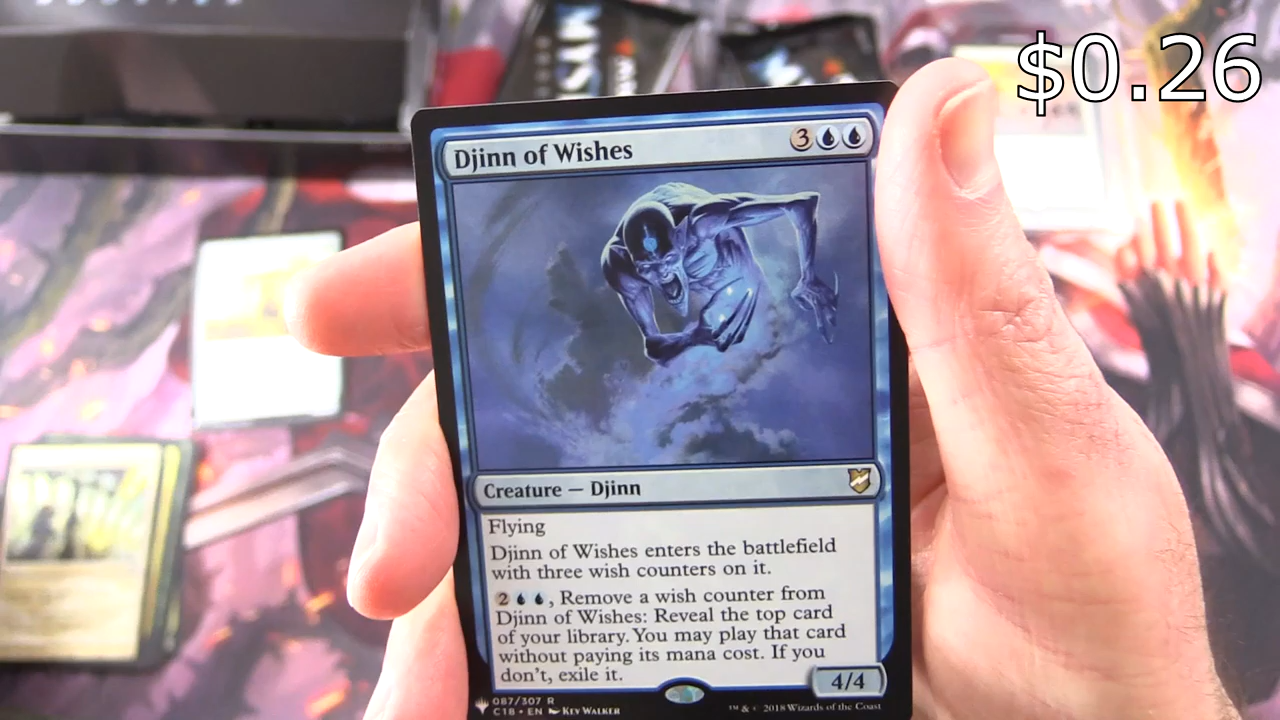 $0.26
Djinn of Wishes 3
Creature — Djinn
Flying
Djinn of Wishes enters the battlefield
with three wish counters on it.
2, Remove a wish counter from
Djinn of Wishes: Reveal the top card
of your library. You may play that card
without paying its mana cost. If you
don't, exile it.
4/4
087/307 R
C18 • EN KEV WALKER
™ & © 2018 Wizards of the Coast